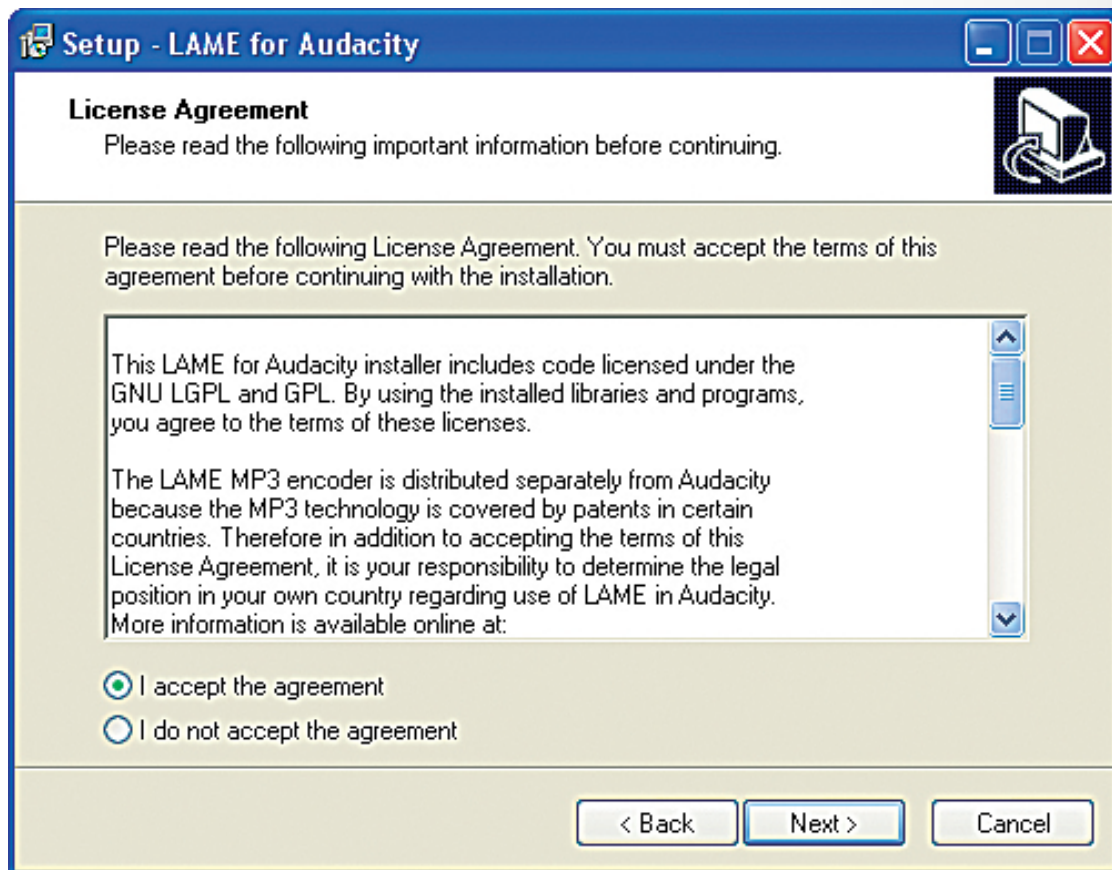 Setup - LAME for Audacity
License Agreement
Please read the following important information before continuing.
Please read the following License Agreement. You must accept the terms of this
agreement before continuing with the installation.
This LAME for Audacity installer includes code licensed under the
GNU LGPL and GPL. By using the installed libraries and programs,
you agree to the terms of these licenses.
The LAME MP3 encoder is distributed separately from Audacity
because the MP3 technology is covered by patents in certain
countries. Therefore in addition to accepting the terms of this
License Agreement, it is your responsibility to determine the legal
position in your own country regarding use of LAME in Audacity.
More information is available online at:
I accept the agreement
I do not accept the agreement
< Back Next > Cancel